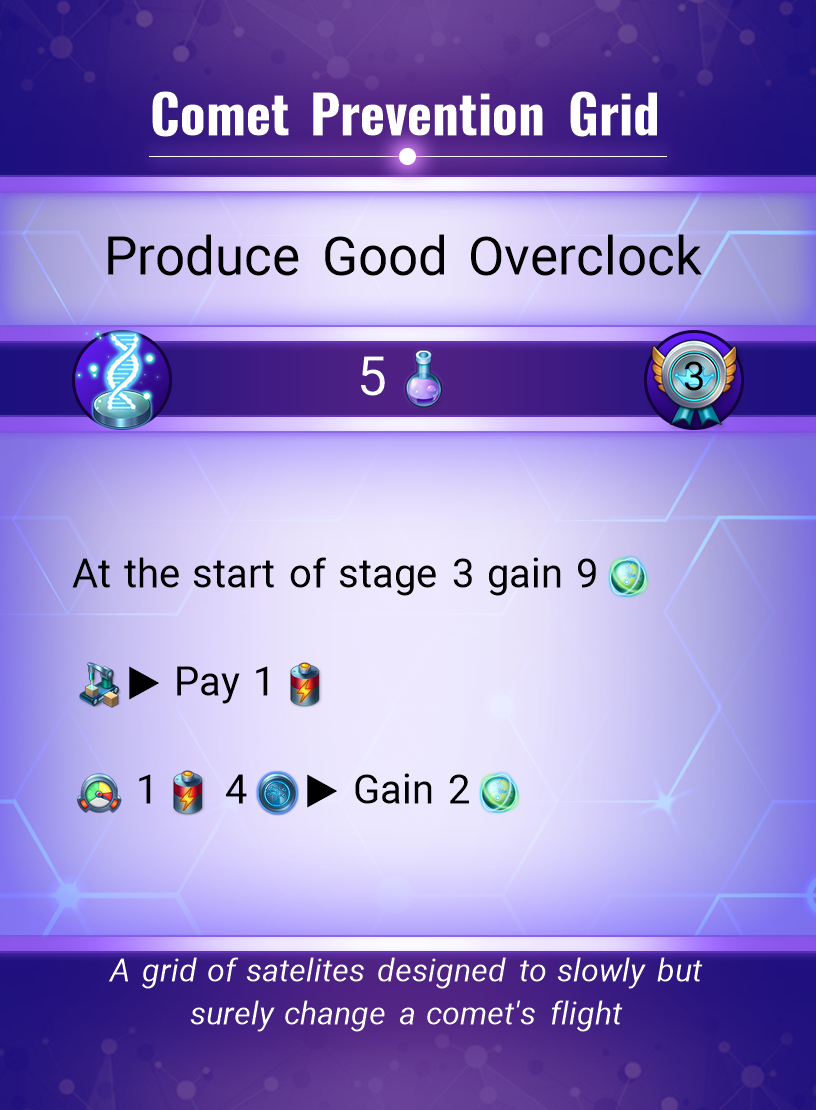 Comet Prevention Grid
Produce Good Overclock
5
3
At the start of stage 3 gain 9
Pay 1
1 4 Gain 2
A grid of satelites designed to slowly but
surely change a comet's flight